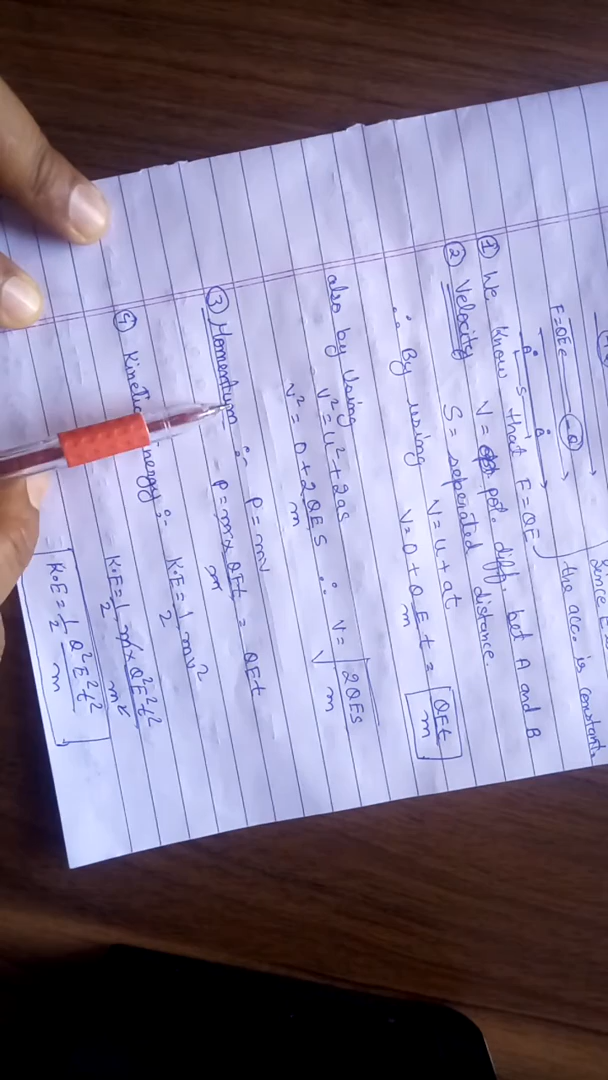 Since E
the acc. is constant
F=QEe -Q
A S A
① We know that F=QE
V= pot. diff. bet A and B
② Velocity S= seperated distance.
∴ By using V=u+at
V=0+QE/m t = QEt/m
also by using
V²=u²+2as
V²=0+2QES/m ∴ V=√2QES/m
③ Momentum :- P=mv
P=m×QEt/m = QEt
④ Kinetic Energy :- K.E=1/2 mv²
K.E=1/2 m×Q²E²t²/m²
K.E=1/2 Q²E²t²/m